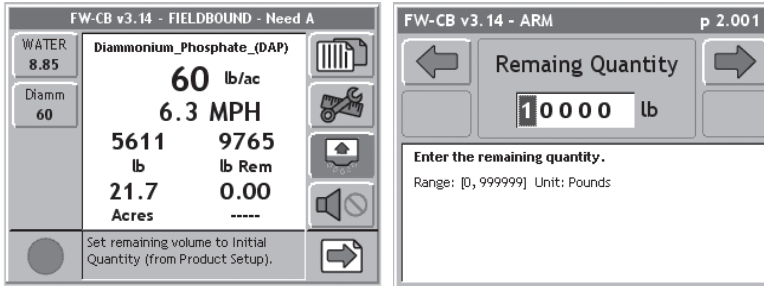 FW-CB v3.14 - FIELDBOUND - Need A
WATER
8.85
Diamm
60
Diammonium_Phosphate_(DAP)
60 lb/ac
6.3 MPH
5611 9765
lb lb Rem
21.7 0.00
Acres -----
Set remaining volume to Initial
Quantity (from Product Setup).
FW-CB v3.14 - ARM p 2.001
Remaing Quantity
10000 lb
Enter the remaining quantity.
Range: [0, 999999] Unit: Pounds